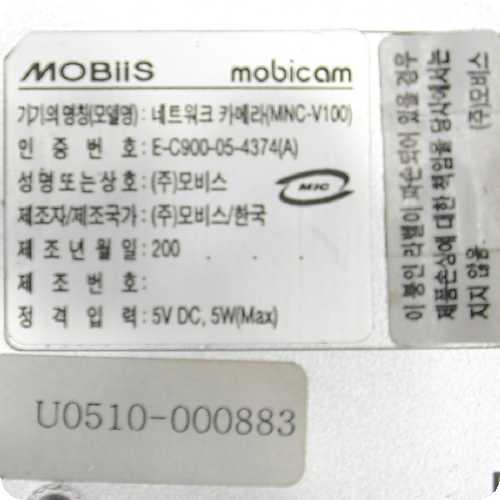 MOBiiS mobicam
기기의명칭(모델명) : 네트워크 카메라(MNC-V100)
인 증 번 호 : E-C900-05-4374(A)
성명또는상호 : (주)모비스
MIC
제조자/제조국가 : (주)모비스/한국
제 조 년 월 일 : 200 . . .
제 조 번 호 :
정 격 입 력 : 5V DC, 5W(Max)
이 봉인 라벨이 파손되어 있을 경우
제품손상에 대한 책임을 당사에서는
지지 않음. (주)모비스
U0510-000883